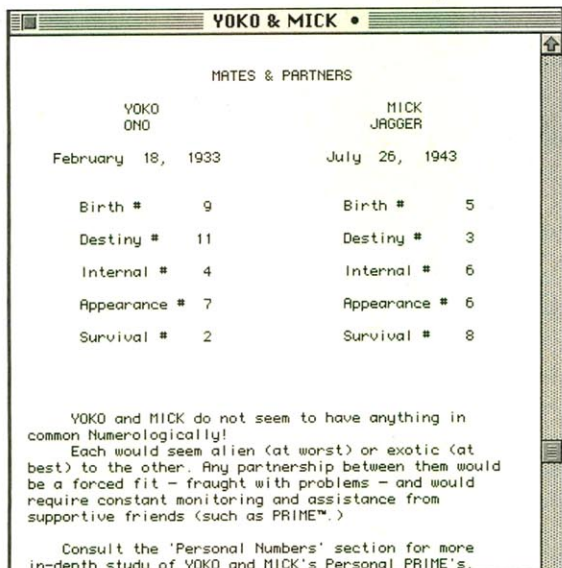 YOKO & MICK •
MATES & PARTNERS
YOKO MICK
ONO JAGGER
February 18, 1933 July 26, 1943
Birth # 9 Birth # 5
Destiny # 11 Destiny # 3
Internal # 4 Internal # 6
Appearance # 7 Appearance # 6
Survival # 2 Survival # 8
YOKO and MICK do not seem to have anything in
common Numerologically!
Each would seem alien (at worst) or exotic (at
best) to the other. Any partnership between them would
be a forced fit – fraught with problems – and would
require constant monitoring and assistance from
supportive friends (such as PRIME™.)
Consult the 'Personal Numbers' section for more
in-depth study of YOKO and MICK's Personal PRIME's.